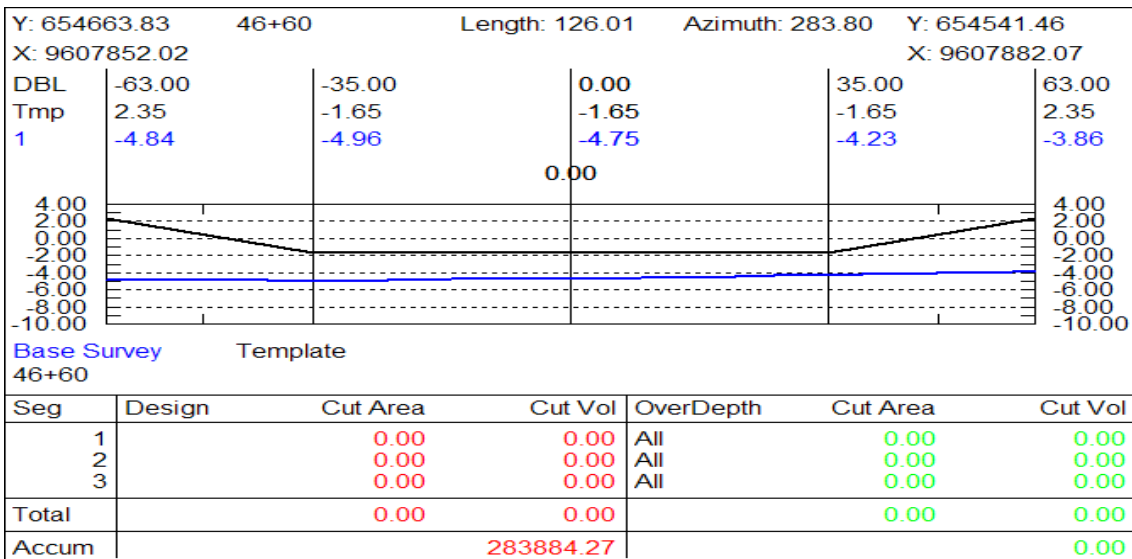 Y: 654663.83 46+60 Length: 126.01 Azimuth: 283.80 Y: 654541.46
X: 9607852.02 X: 9607882.07
DBL -63.00 -35.00 0.00 35.00 63.00
Tmp 2.35 -1.65 -1.65 -1.65 2.35
1 -4.84 -4.96 -4.75 -4.23 -3.86
0.00
4.00 4.00
2.00 2.00
0.00 0.00
-2.00 -2.00
-4.00 -4.00
-6.00 -6.00
-8.00 -8.00
-10.00 -10.00
Base Survey Template
46+60
Seg Design Cut Area Cut Vol OverDepth Cut Area Cut Vol
1 0.00 0.00 All 0.00 0.00
2 0.00 0.00 All 0.00 0.00
3 0.00 0.00 All 0.00 0.00
Total 0.00 0.00 0.00 0.00
Accum 283884.27 0.00